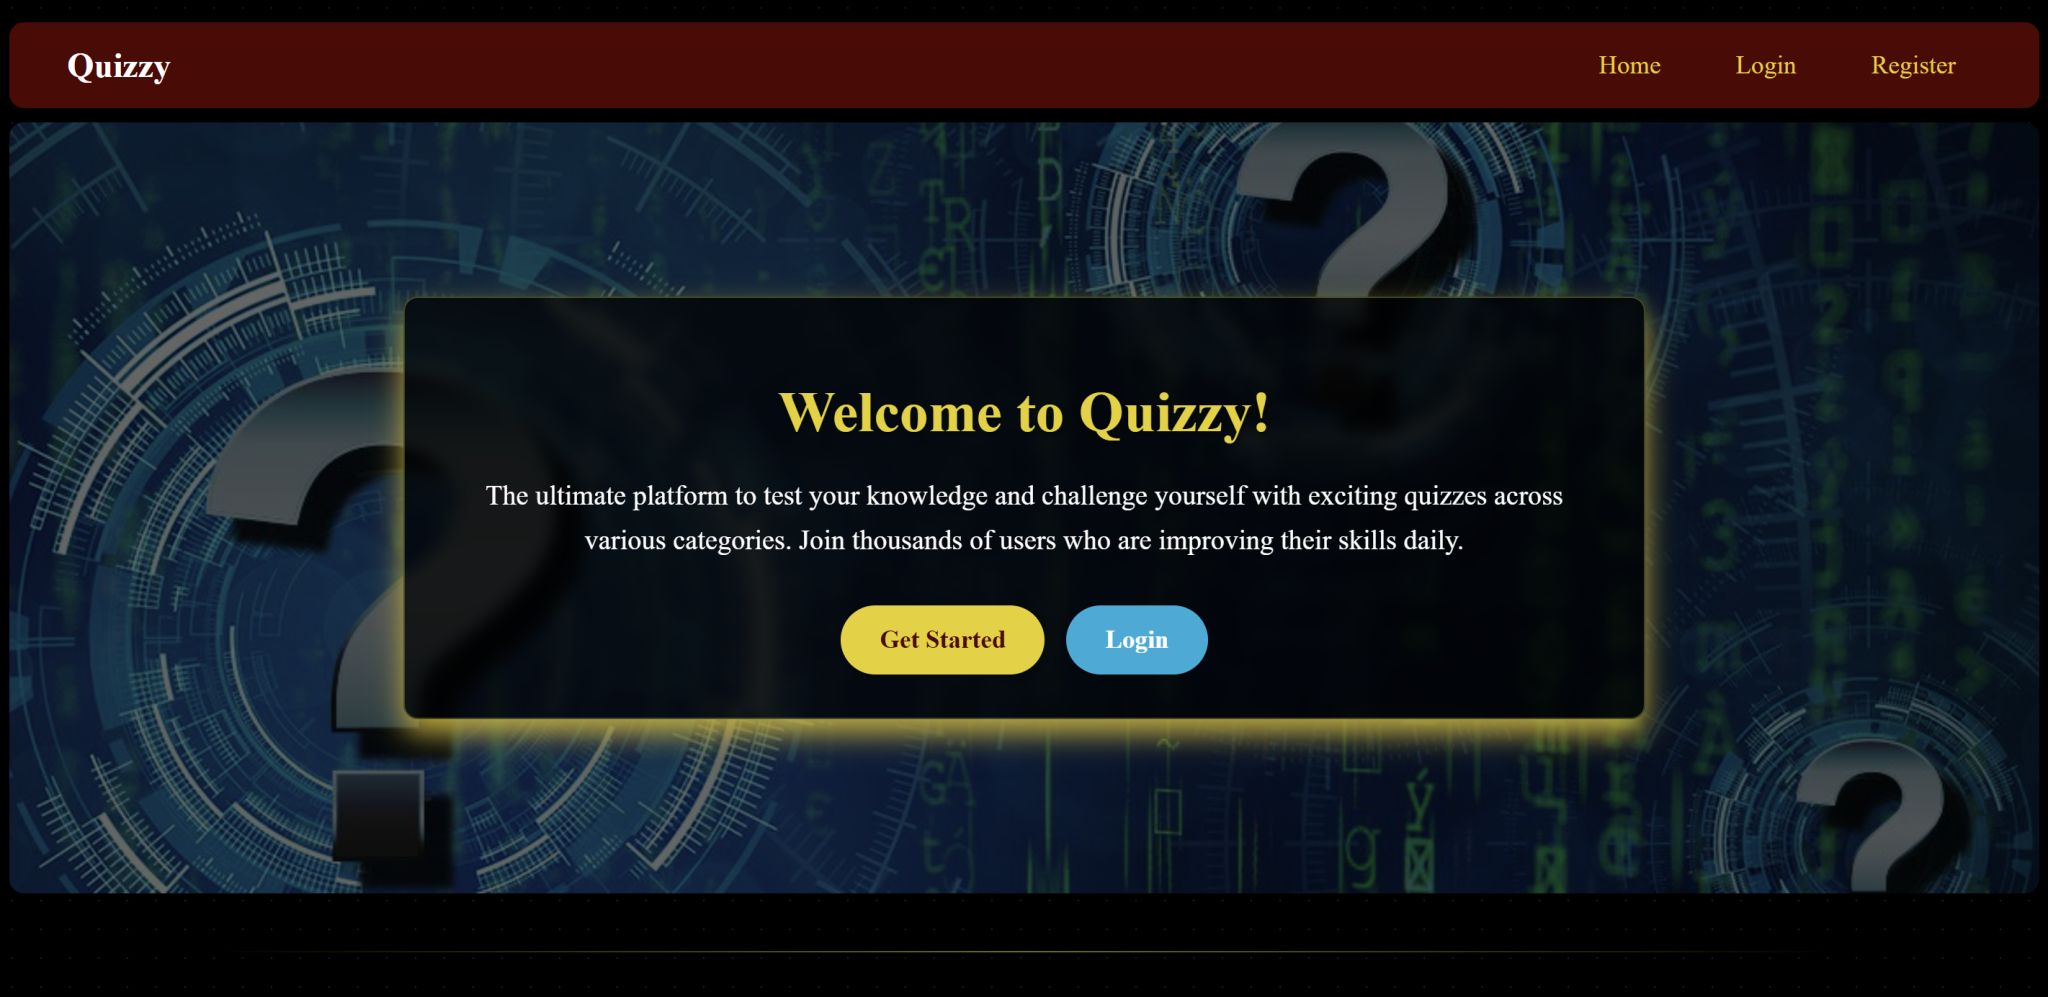 Quizzy
Home Login Register
Welcome to Quizzy!
The ultimate platform to test your knowledge and challenge yourself with exciting quizzes across
various categories. Join thousands of users who are improving their skills daily.
Get Started Login